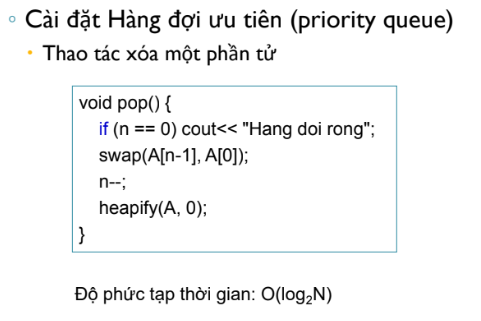 Cài đặt Hàng đợi ưu tiên (priority queue)
Thao tác xóa một phần tử
void pop() {
if (n == 0) cout<< "Hang doi rong";
swap(A[n-1], A[0]);
n--;
heapify(A, 0);
}
Độ phức tạp thời gian: O(log₂N)